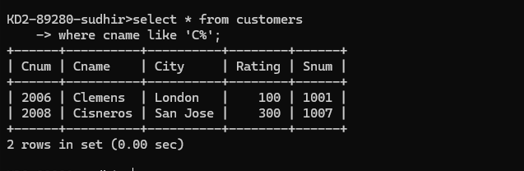 KD2-89280-sudhir>select * from customers
    -> where cname like 'C%';
+------+----------+----------+--------+------+
| Cnum | Cname    | City     | Rating | Snum |
+------+----------+----------+--------+------+
| 2006 | Clemens  | London   |    100 | 1001 |
| 2008 | Cisneros | San Jose |    300 | 1007 |
+------+----------+----------+--------+------+
2 rows in set (0.00 sec)